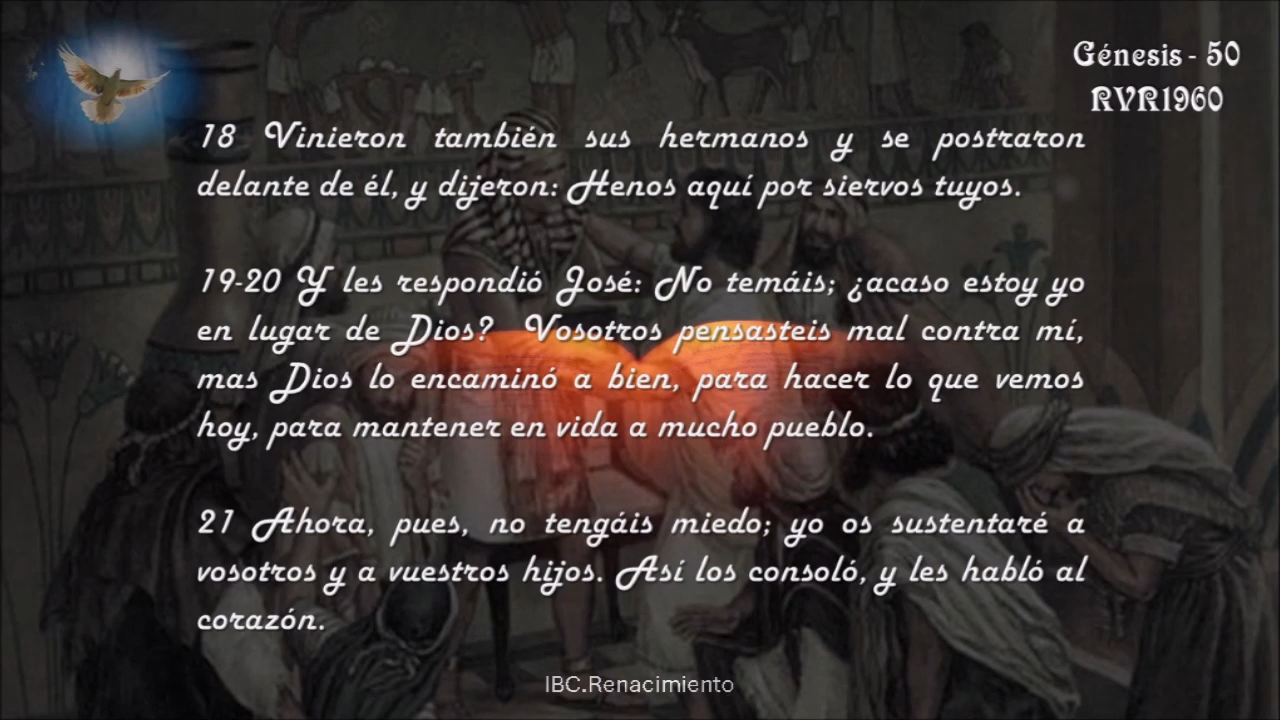 Génesis - 50
RVR1960
18 Vinieron también sus hermanos y se postraron
delante de él, y dijeron: Henos aquí por siervos tuyos.
19-20 Y les respondió José: No temáis; ¿acaso estoy yo
en lugar de Dios? Vosotros pensasteis mal contra mí,
mas Dios lo encaminó a bien, para hacer lo que vemos
hoy, para mantener en vida a mucho pueblo.
21 Ahora, pues, no tengáis miedo; yo os sustentaré a
vosotros y a vuestros hijos. Así los consoló, y les habló al
corazón.
IBC.Renacimiento